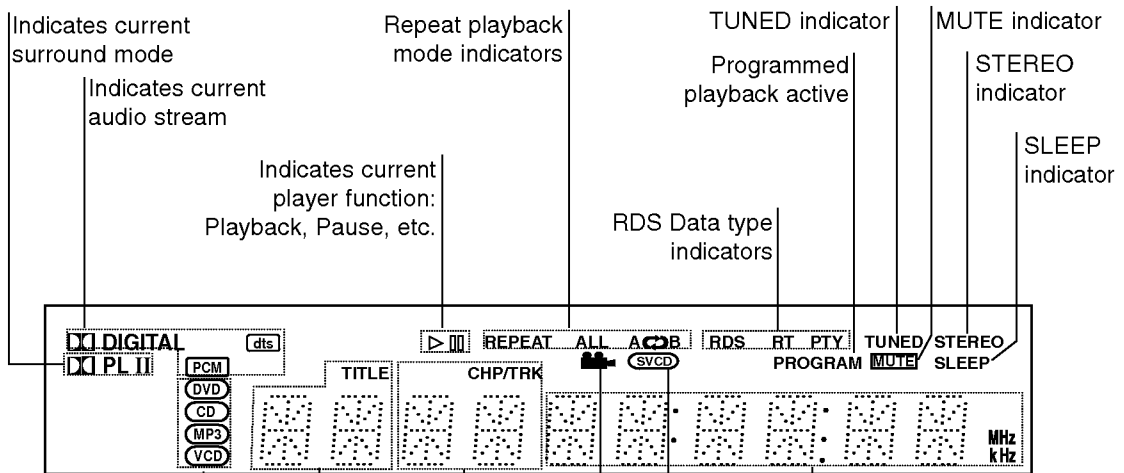 Indicates current
surround mode
Indicates current
audio stream
Indicates current
player function:
Playback, Pause, etc.
Repeat playback
mode indicators
RDS Data type
indicators
Programmed
playback active
TUNED indicator
MUTE indicator
STEREO
indicator
SLEEP
indicator
DIGITAL dts REPEAT ALL A B RDS RT PTY TUNED STEREO
PL II PCM TITLE CHP/TRK SVCD PROGRAM MUTE SLEEP
DVD
CD
MP3
VCD
MHz
kHz